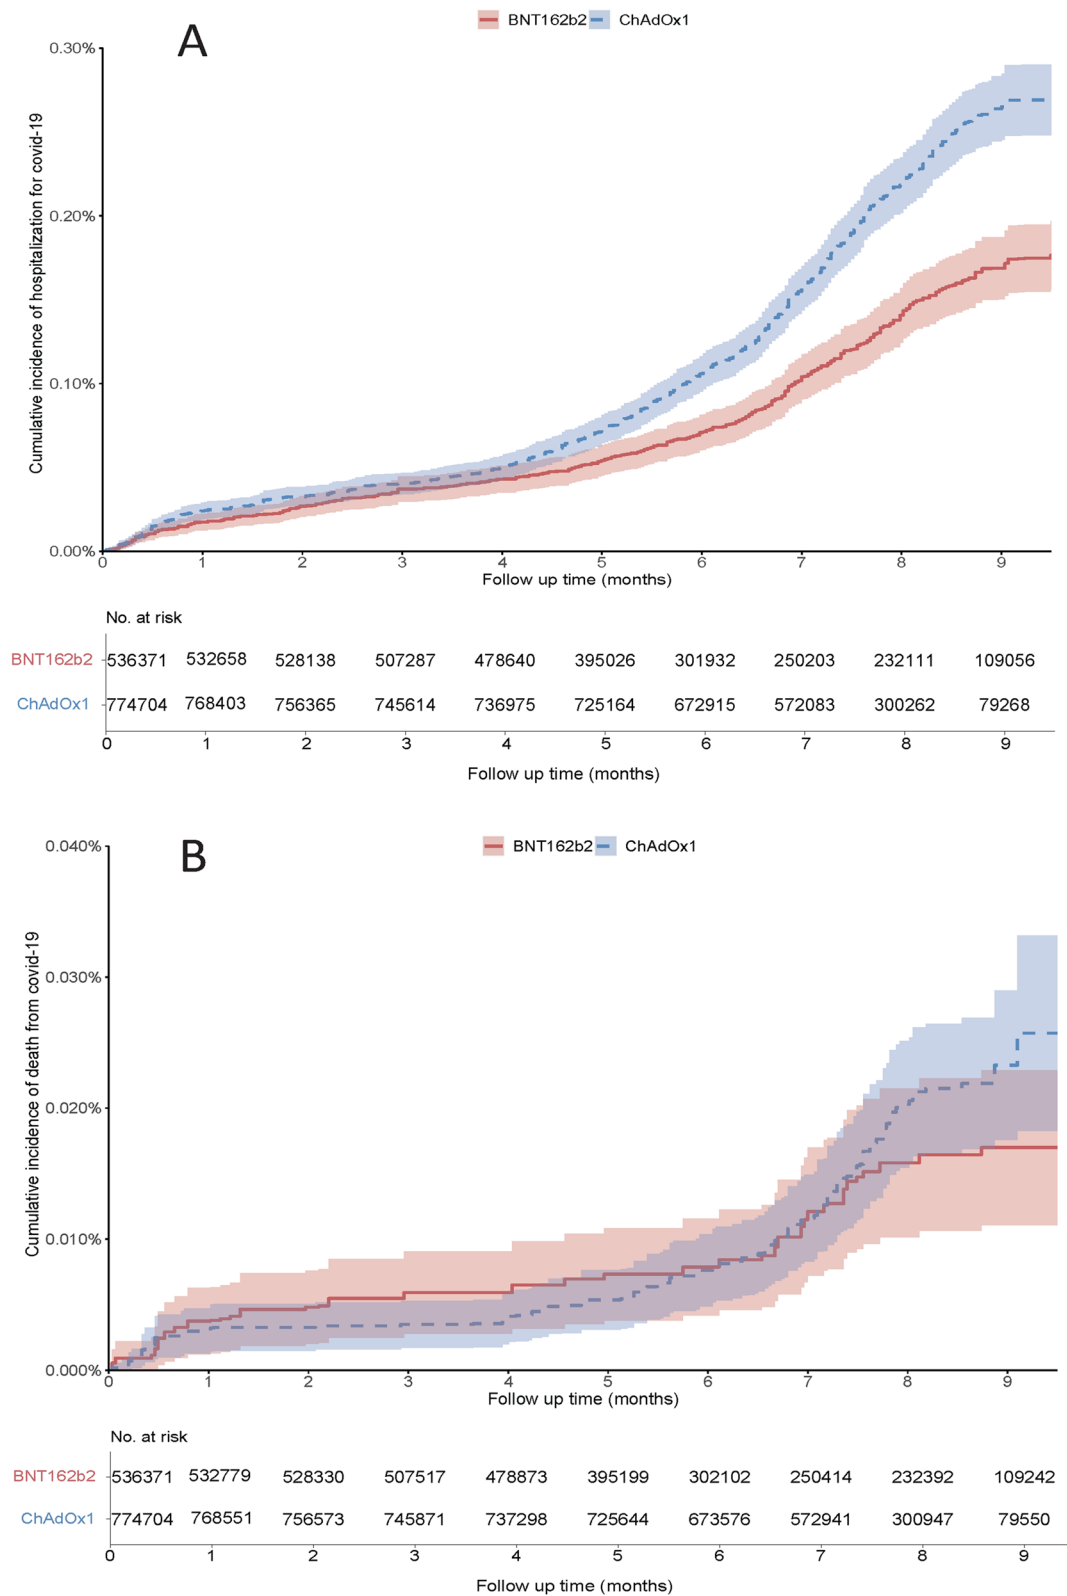 BNT162b2 ChAdOx1
A
Cumulative incidence of hospitalization for covid-19
0.30%
0.20%
0.10%
0.00%
0 1 2 3 4 5 6 7 8 9
Follow up time (months)
No. at risk
BNT162b2 536371 532658 528138 507287 478640 395026 301932 250203 232111 109056
ChAdOx1 774704 768403 756365 745614 736975 725164 672915 572083 300262 79268
0 1 2 3 4 5 6 7 8 9
Follow up time (months)
BNT162b2 ChAdOx1
B
Cumulative incidence of death from covid-19
0.040%
0.030%
0.020%
0.010%
0.000%
0 1 2 3 4 5 6 7 8 9
Follow up time (months)
No. at risk
BNT162b2 536371 532779 528330 507517 478873 395199 302102 250414 232392 109242
ChAdOx1 774704 768551 756573 745871 737298 725644 673576 572941 300947 79550
0 1 2 3 4 5 6 7 8 9
Follow up time (months)